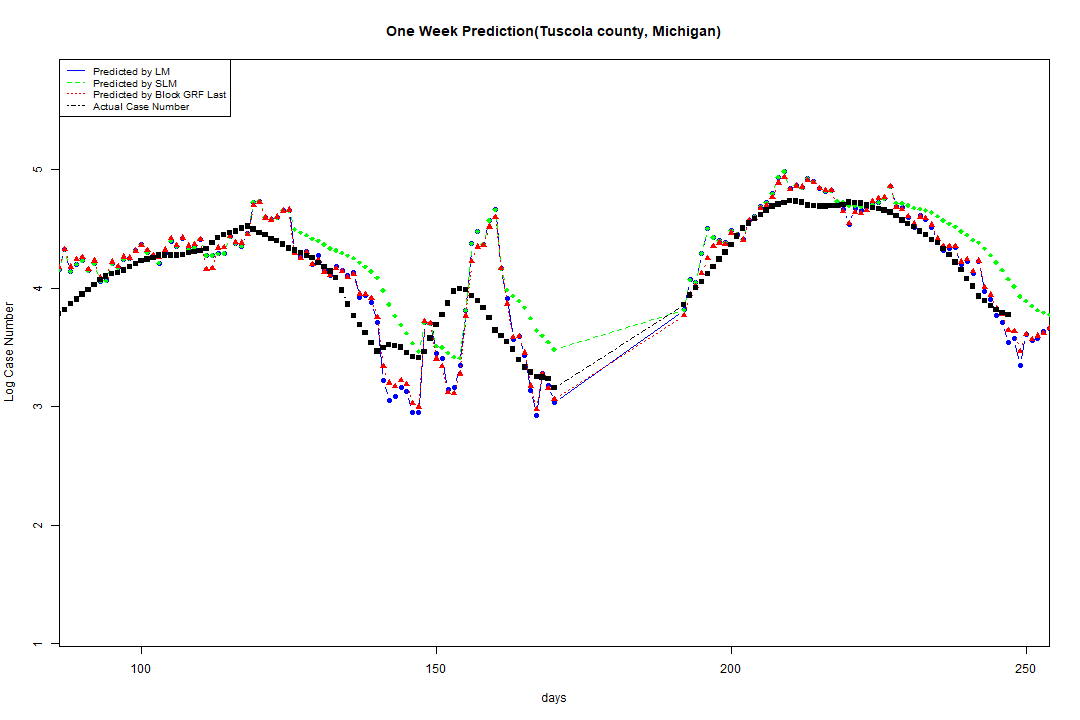 One Week Prediction(Tuscola county, Michigan)
Predicted by LM
Predicted by SLM
Predicted by Block GRF Last
Actual Case Number
Log Case Number
5
4
3
2
1
100 150 200 250
days